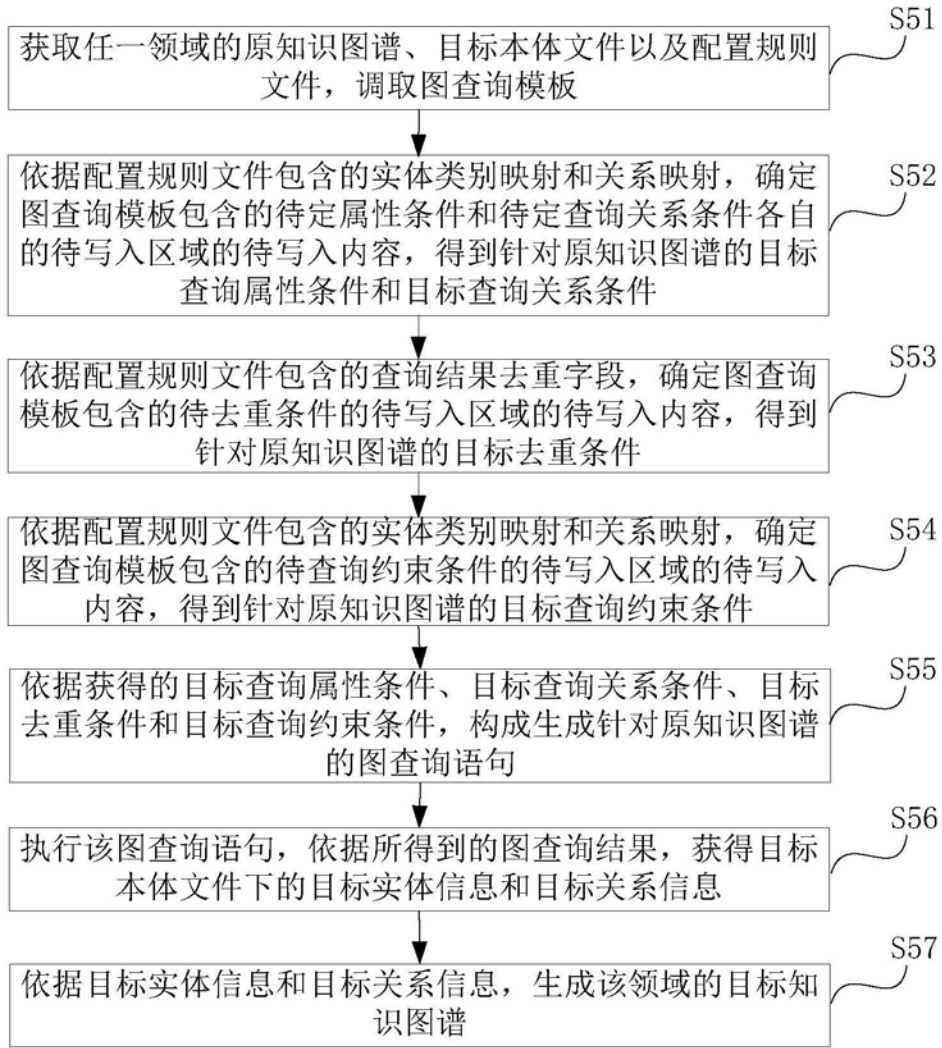 S51
获取任一领域的原知识图谱、目标本体文件以及配置规则
文件，调取图查询模板
S52
依据配置规则文件包含的实体类别映射和关系映射，确定
图查询模板包含的待定属性条件和待定查询关系条件各自
的待写入区域的待写入内容，得到针对原知识图谱的目标
查询属性条件和目标查询关系条件
S53
依据配置规则文件包含的查询结果去重字段，确定图查询
模板包含的待去重条件的待写入区域的待写入内容，得到
针对原知识图谱的目标去重条件
S54
依据配置规则文件包含的实体类别映射和关系映射，确定
图查询模板包含的待查询约束条件的待写入区域的待写入
内容，得到针对原知识图谱的目标查询约束条件
S55
依据获得的目标查询属性条件、目标查询关系条件、目标
去重条件和目标查询约束条件，构成生成针对原知识图谱
的图查询语句
S56
执行该图查询语句，依据所得到的图查询结果，获得目标
本体文件下的目标实体信息和目标关系信息
S57
依据目标实体信息和目标关系信息，生成该领域的目标知
识图谱